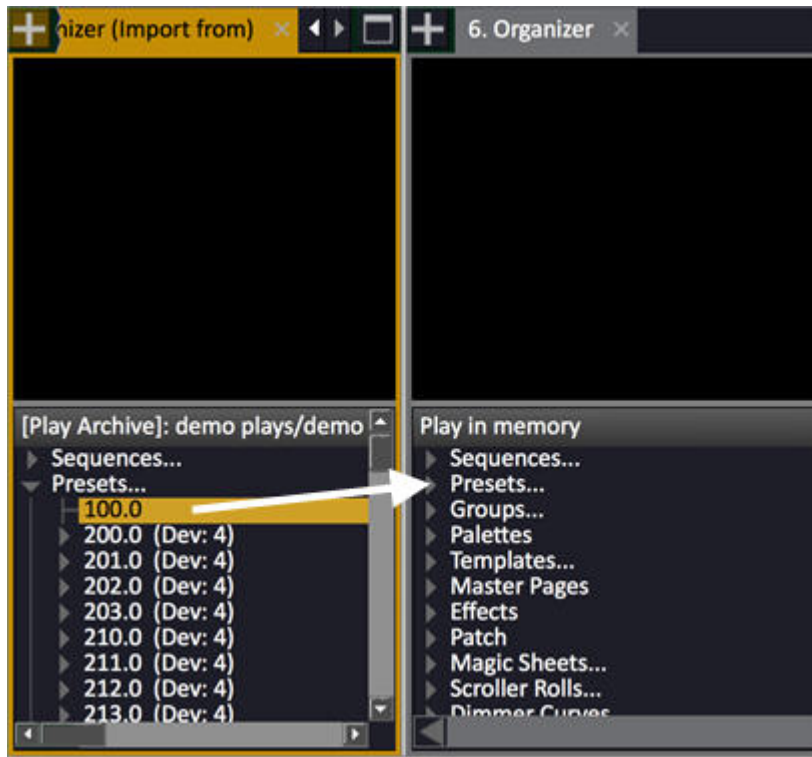 nizer (Import from)
6. Organizer
[Play Archive]: demo plays/demo
Sequences...
Presets...
100.0
200.0 (Dev: 4)
201.0 (Dev: 4)
202.0 (Dev: 4)
203.0 (Dev: 4)
210.0 (Dev: 4)
211.0 (Dev: 4)
212.0 (Dev: 4)
213.0 (Dev: 4)
Play in memory
Sequences...
Presets...
Groups...
Palettes
Templates...
Master Pages
Effects
Patch
Magic Sheets...
Scroller Rolls...
Dimmer Curves